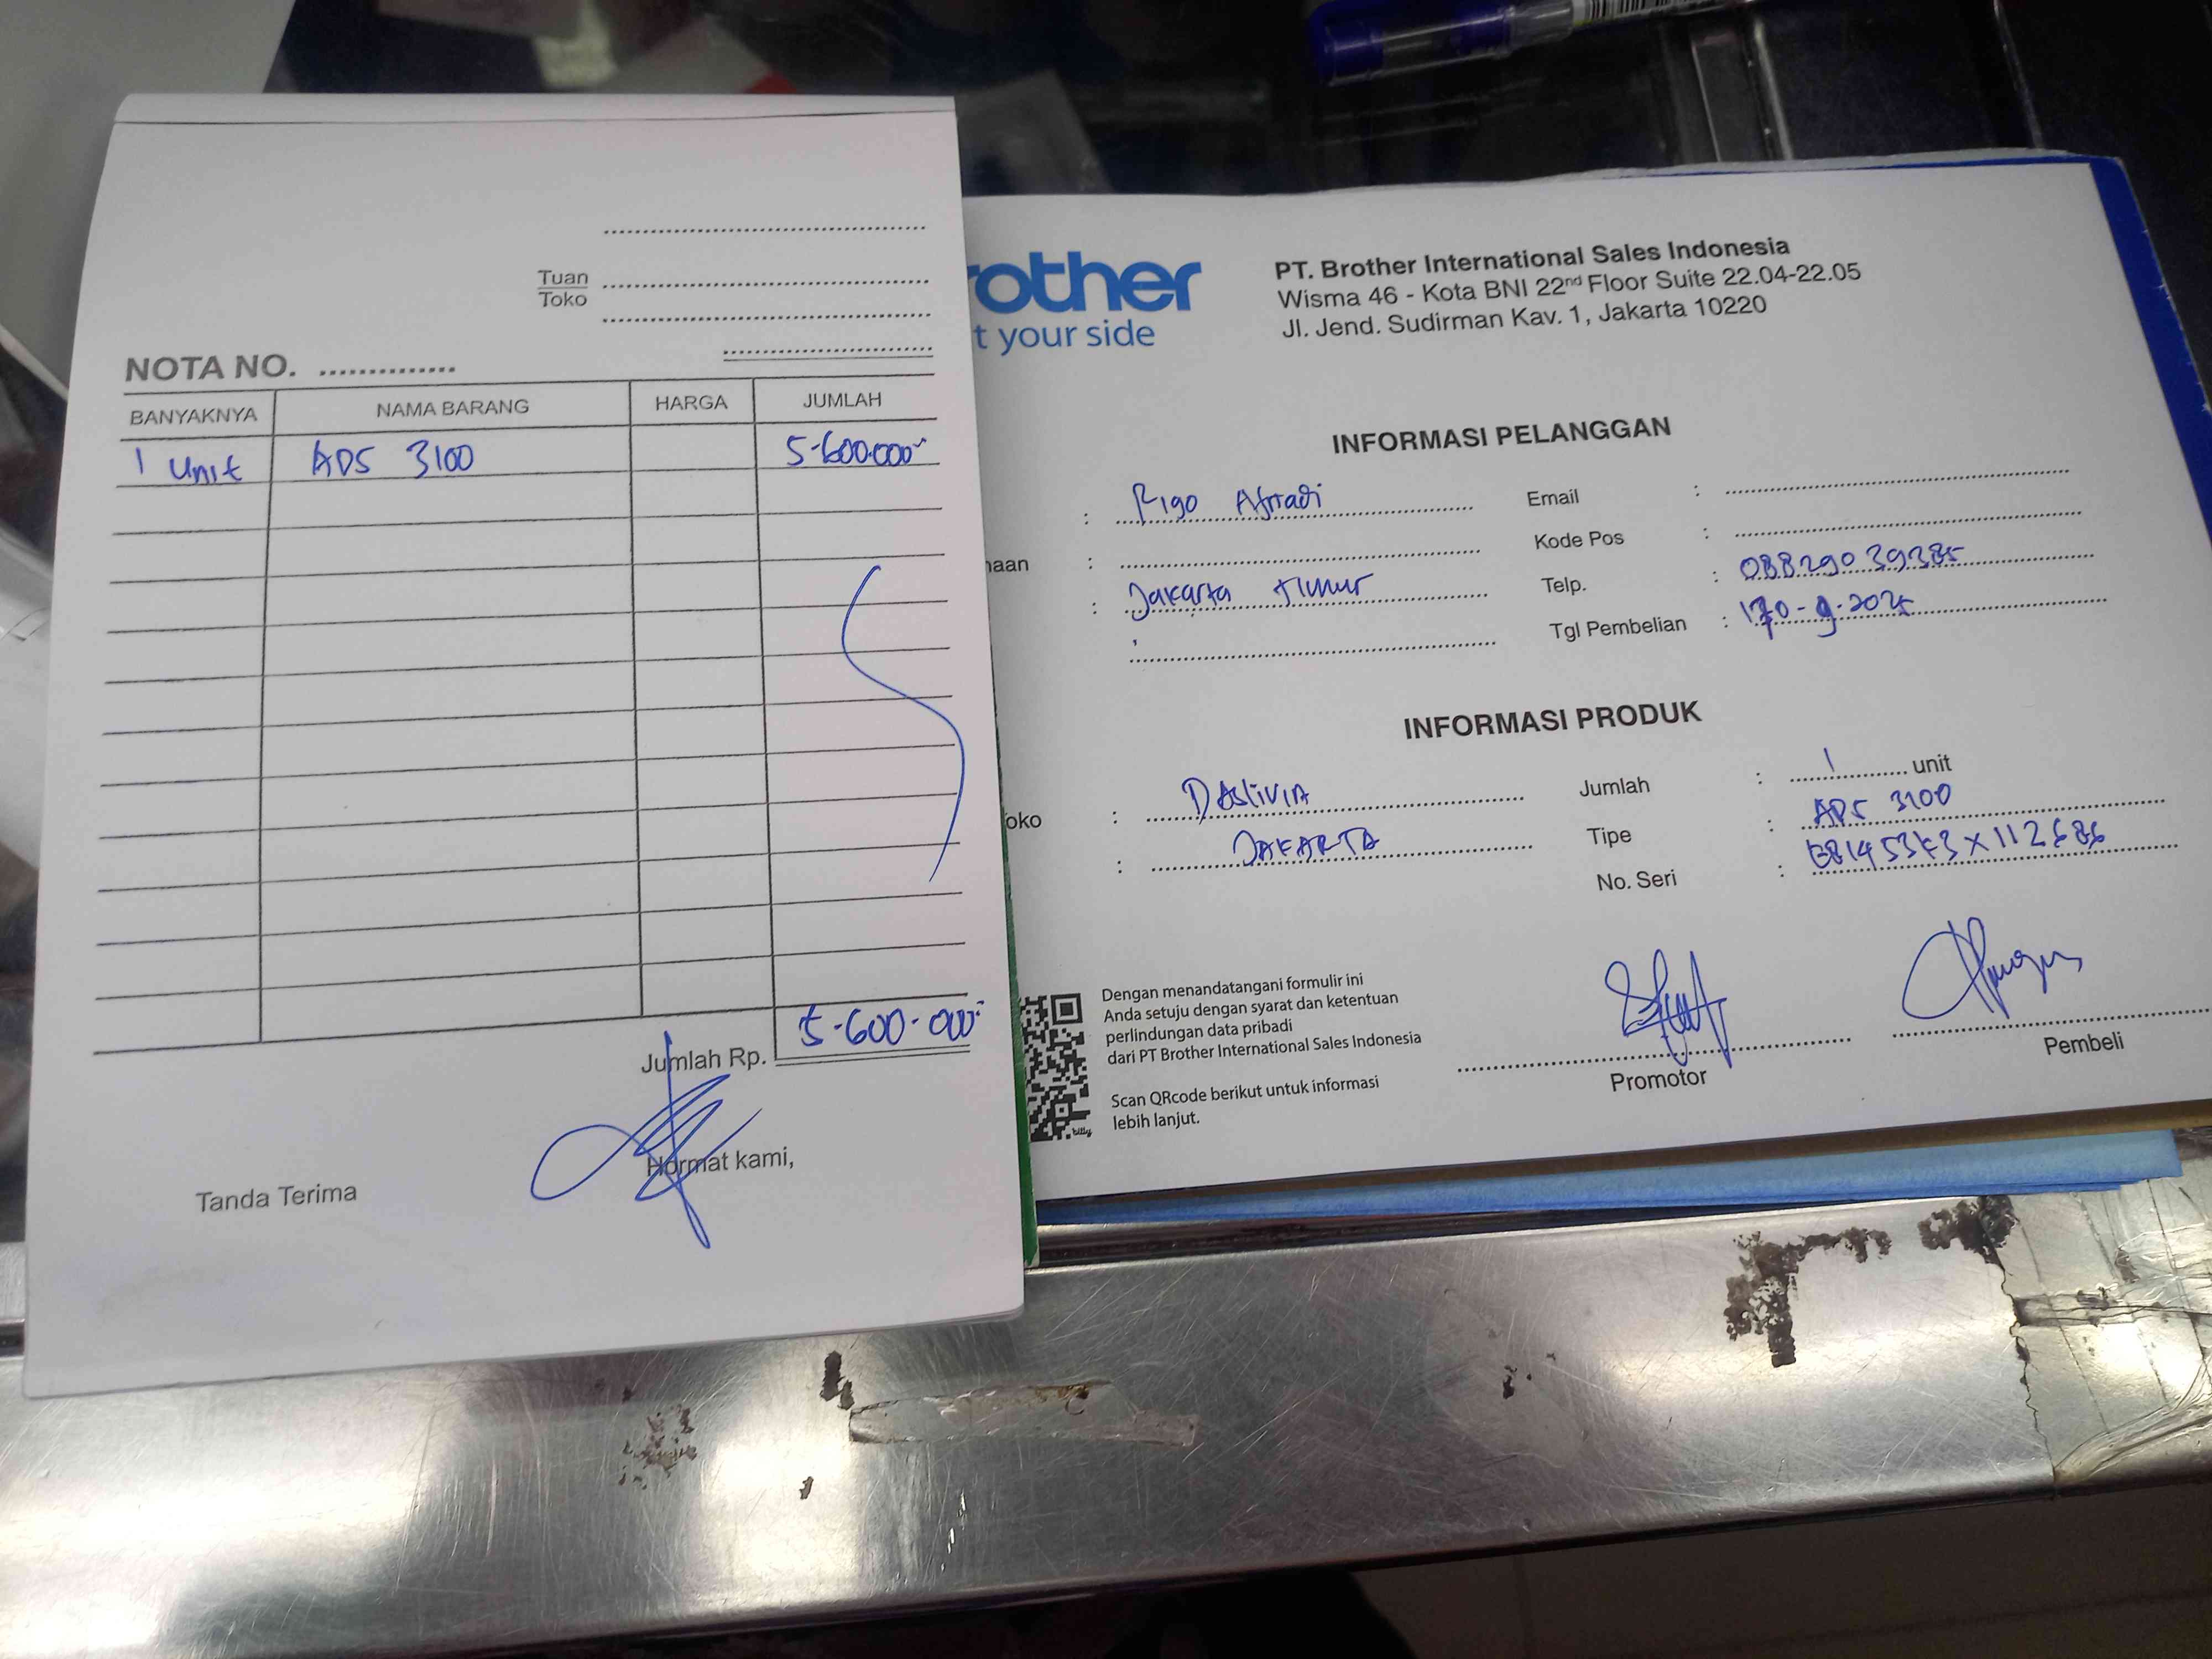 Tuan
Toko
NOTA NO.
BANYAKNYA NAMA BARANG HARGA JUMLAH
1 Unit ADS 3100 5.600.000
Jumlah Rp. 5.600.000
Tanda Terima Hormat kami,
rother
t your side
PT. Brother International Sales Indonesia
Wisma 46 - Kota BNI 22nd Floor Suite 22.04-22.05
Jl. Jend. Sudirman Kav. 1, Jakarta 10220
INFORMASI PELANGGAN
: Rigo Afriadi Email :
haan : Kode Pos :
: Jakarta Timur Telp. : 08829039385
Tgl Pembelian :
INFORMASI PRODUK
oko : Daslivia Jumlah : 1 unit
: JAKARTA Tipe : ADS 3100
No. Seri :
Dengan menandatangani formulir ini
Anda setuju dengan syarat dan ketentuan
perlindungan data pribadi
dari PT Brother International Sales Indonesia
Scan QRcode berikut untuk informasi
lebih lanjut.
Promotor Pembeli